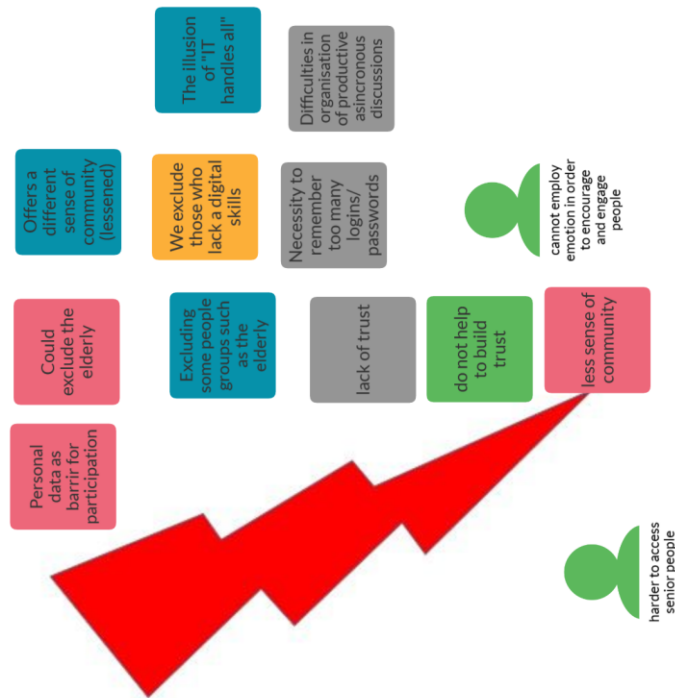 Personal
data as
barrir for
participation
Could
exclude the
elderly
Offers a
different
sense of
community
(lessened)
Excluding
some people
groups such
as the
elderly
We exclude
those who
lack a digital
skills
The illusion
of "IT
handles all"
lack of trust
Necessity to
remember
too many
logins/
passwords
Difficulties in
organisation
of productive
asincronous
discussions
do not help
to build
trust
less sense of
community
cannot employ
emotion in order
to encourage
and engage
people
harder to access
senior people